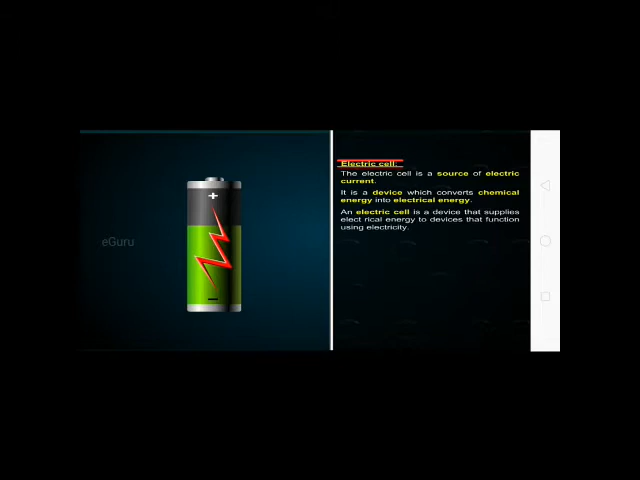 Electric cell.
The electric cell is a source of electric
current.
It is a device which converts chemical
energy into electrical energy.
An electric cell is a device that supplies
elect rical energy to devices that function
using electricity.
eGuru
+
–